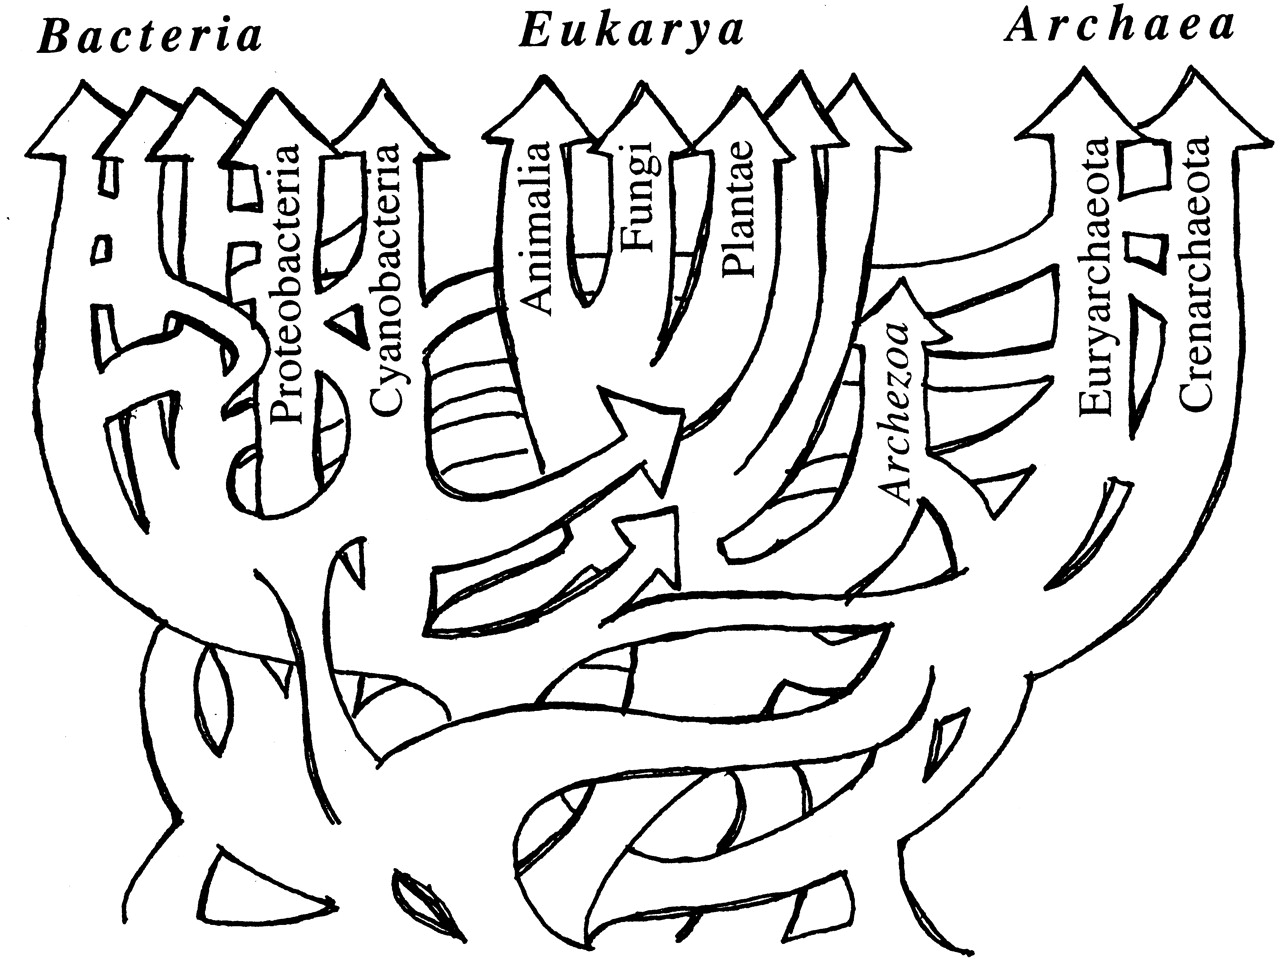 Bacteria
Eukarya
Archaea
Proteobacteria
Cyanobacteria
Animalia
Fungi
Plantae
Archezoa
Euryarchaeota
Crenarchaeota